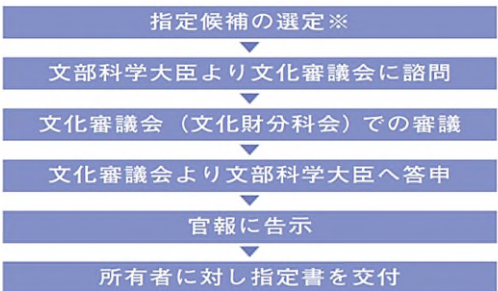 指定候補の選定※
文部科学大臣より文化審議会に諮問
文化審議会（文化財分科会）での審議
文化審議会より文部科学大臣へ答申
官報に告示
所有者に対し指定書を交付